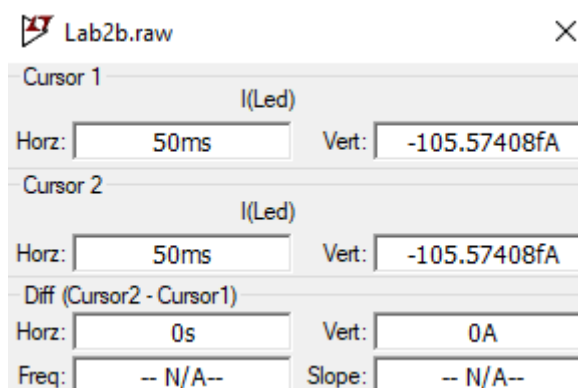 Lab2b.raw
Cursor 1
I(Led)
Horz: 50ms Vert: -105.57408fA
Cursor 2
I(Led)
Horz: 50ms Vert: -105.57408fA
Diff (Cursor2 - Cursor1)
Horz: 0s Vert: 0A
Freq: -- N/A-- Slope: -- N/A--